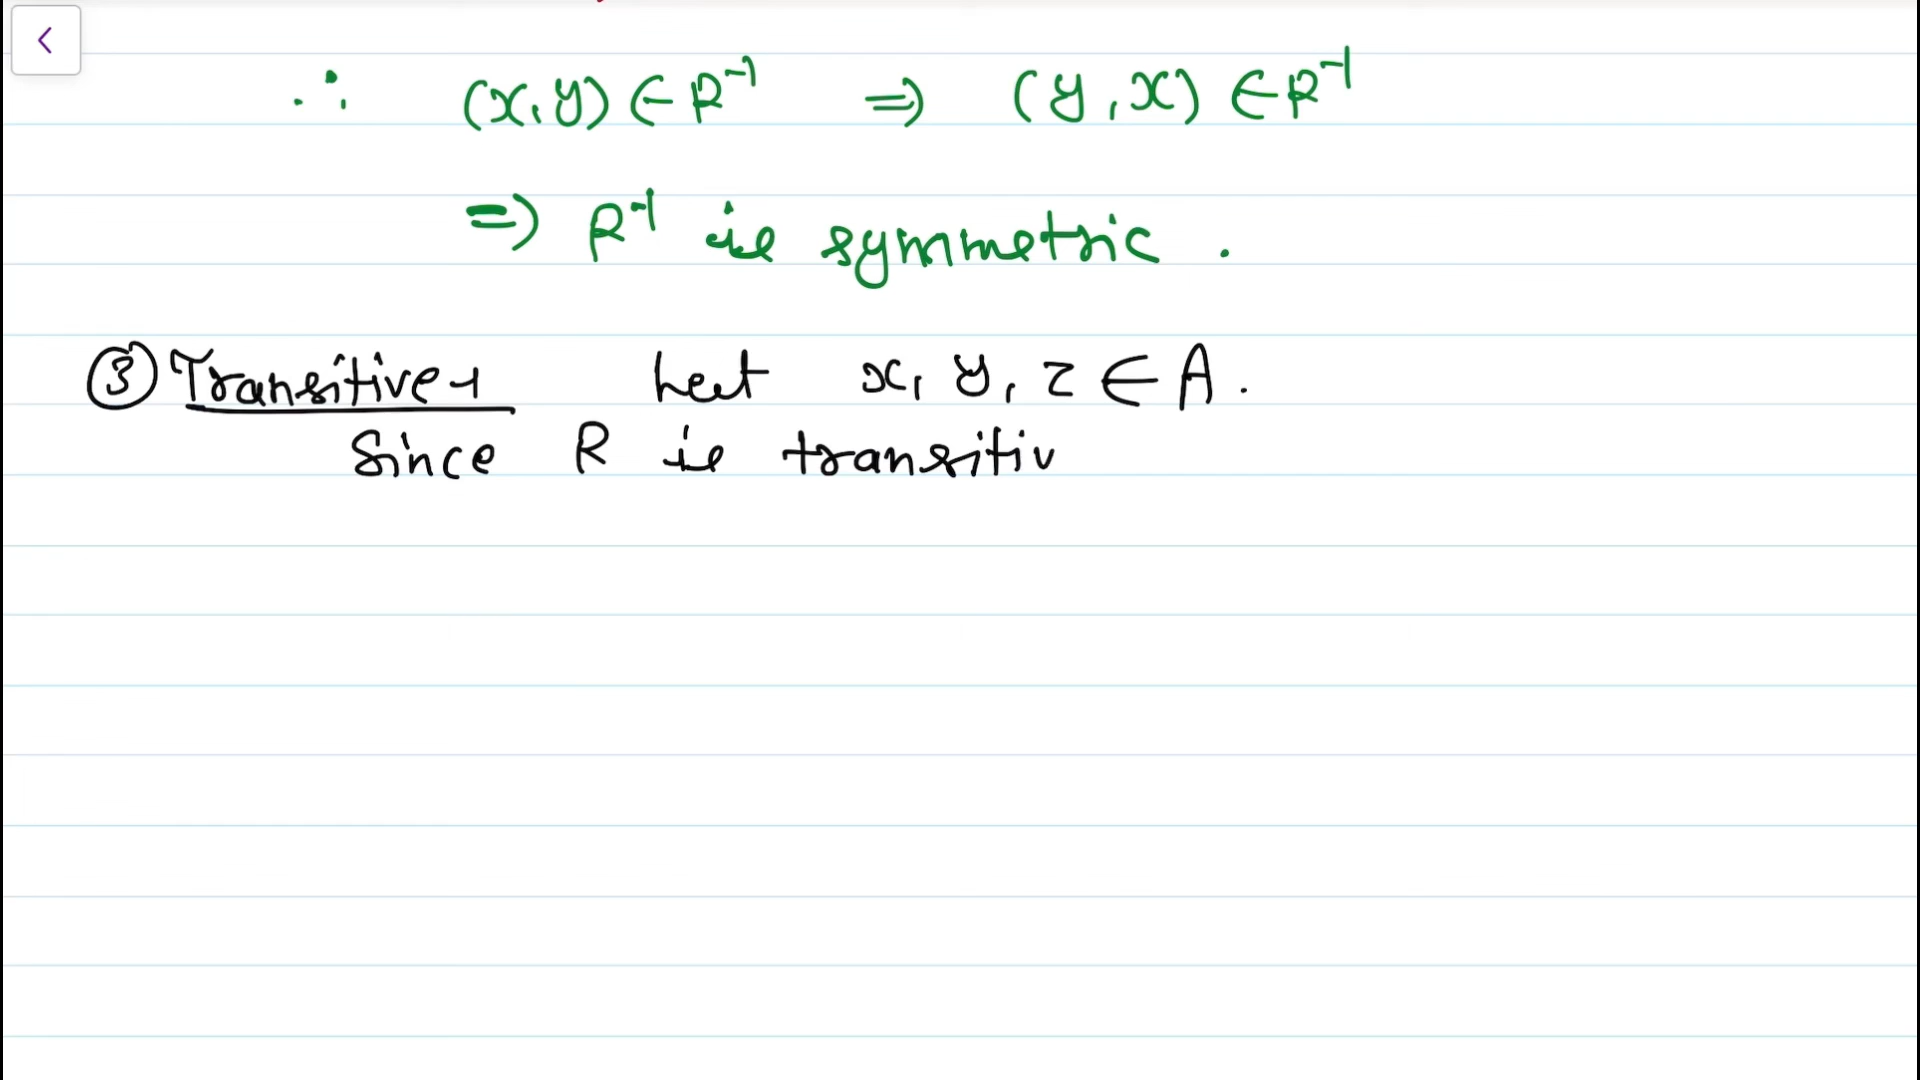 ∴ (x, y) ∈ R⁻¹ ⇒ (y, x) ∈ R⁻¹
⇒ R⁻¹ is symmetric .
③ Transitive :- Let x, y, z ∈ A .
Since R is transitiv